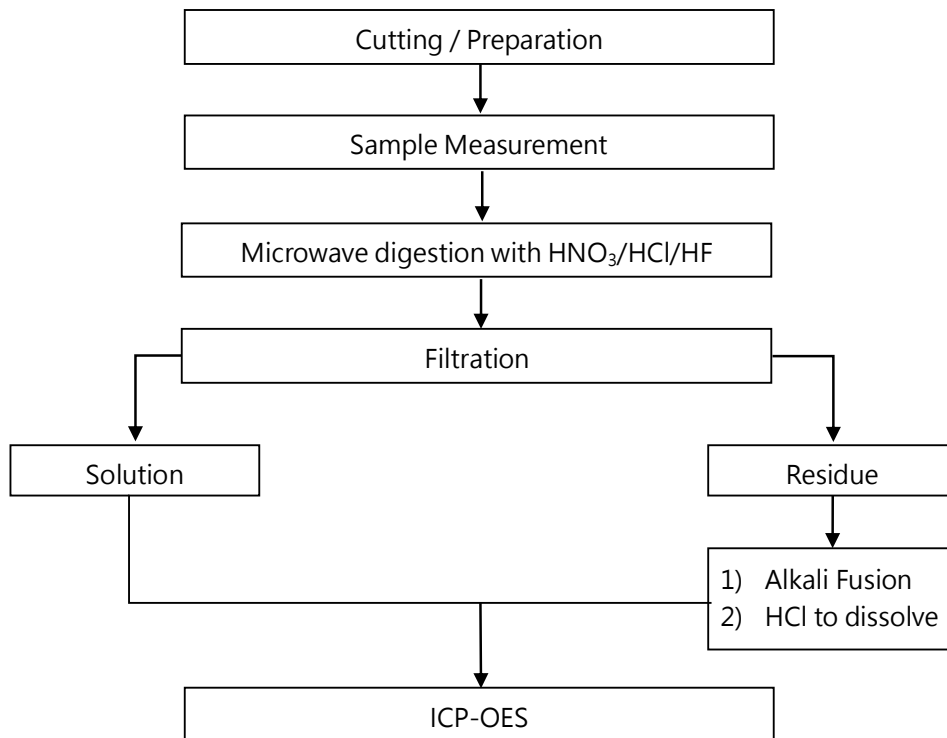 Cutting / Preparation
Sample Measurement
Microwave digestion with HNO₃/HCl/HF
Filtration
Solution
Residue
1) Alkali Fusion
2) HCl to dissolve
ICP-OES